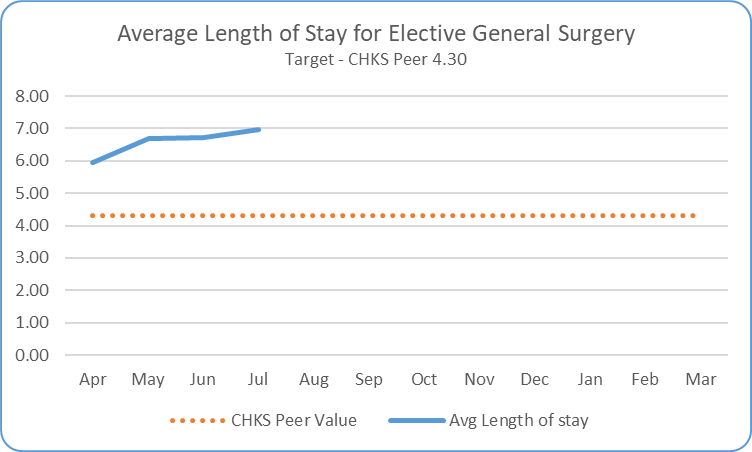 Average Length of Stay for Elective General Surgery
Target - CHKS Peer 4.30
8.00
7.00
6.00
5.00
4.00
3.00
2.00
1.00
0.00
Apr May Jun Jul Aug Sep Oct Nov Dec Jan Feb Mar
CHKS Peer Value Avg Length of stay